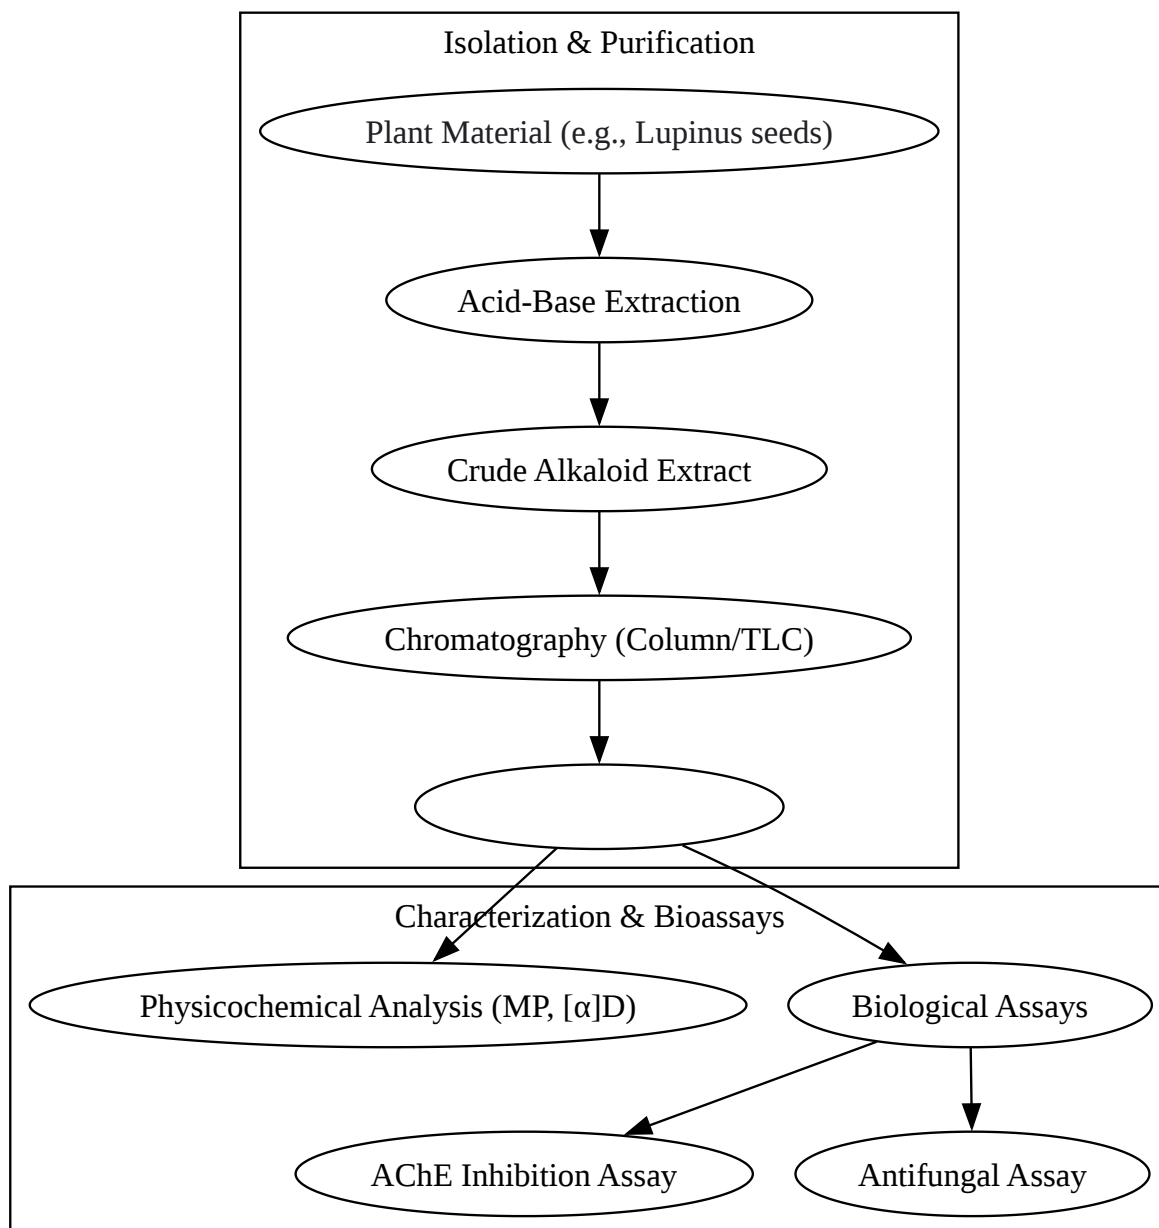 Isolation & Purification
Plant Material (e.g., Lupinus seeds)
Acid-Base Extraction
Crude Alkaloid Extract
Chromatography (Column/TLC)
Characterization & Bioassays
Physicochemical Analysis (MP, [α]D)
Biological Assays
AChE Inhibition Assay
Antifungal Assay